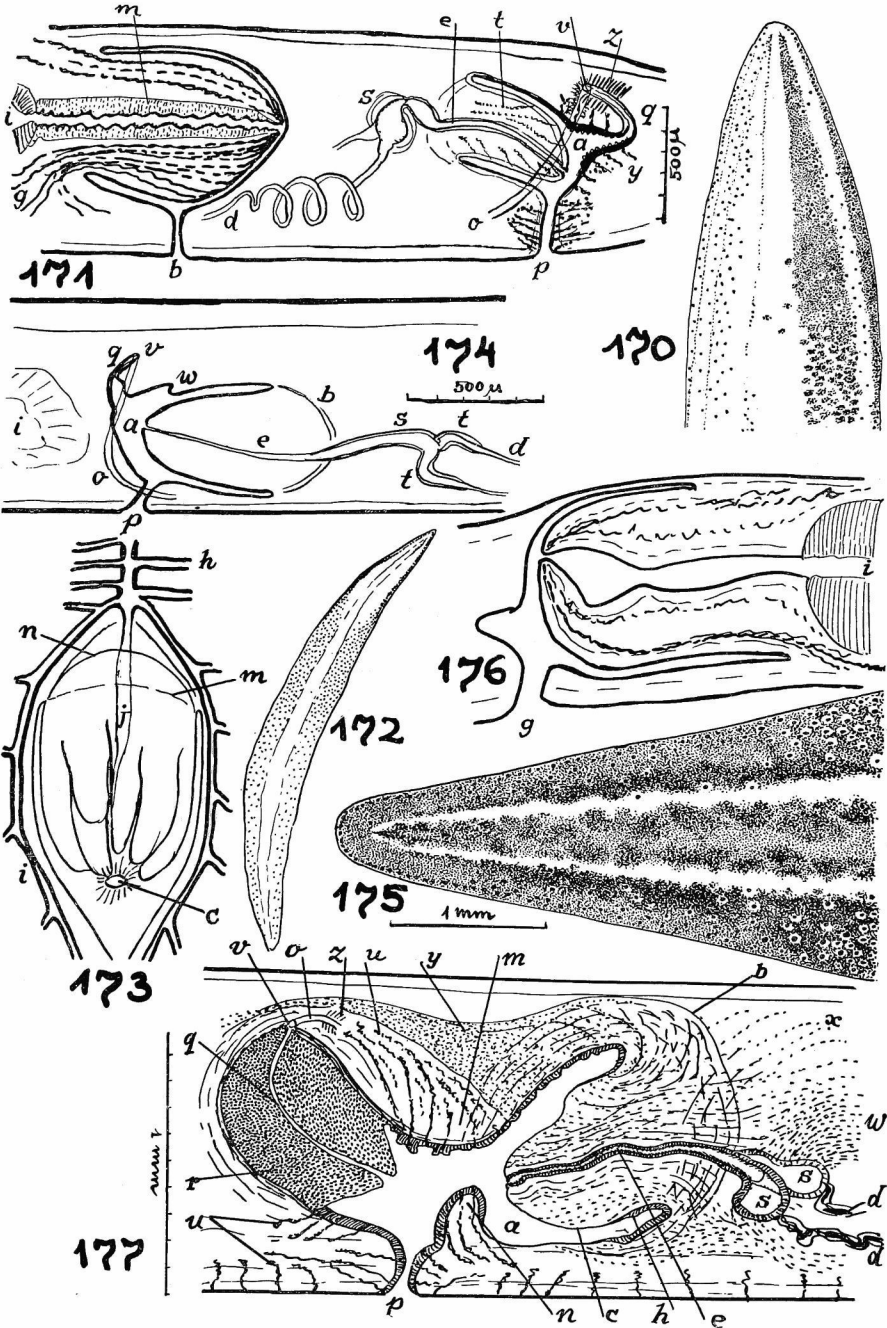 m
e
t
v
z
i
s
q
a
500 μ
g
d
o
y
171
b
p
170
q
v
w
174
500 μ
i
a
b
s
t
e
d
o
t
p
h
n
m
i
176
j
g
172
i
c
175
1 mm
173
v
o
z
u
y
m
b
x
q
w
1 mm
r
s
s
d
u
a
d
177
p
n
c
h
e